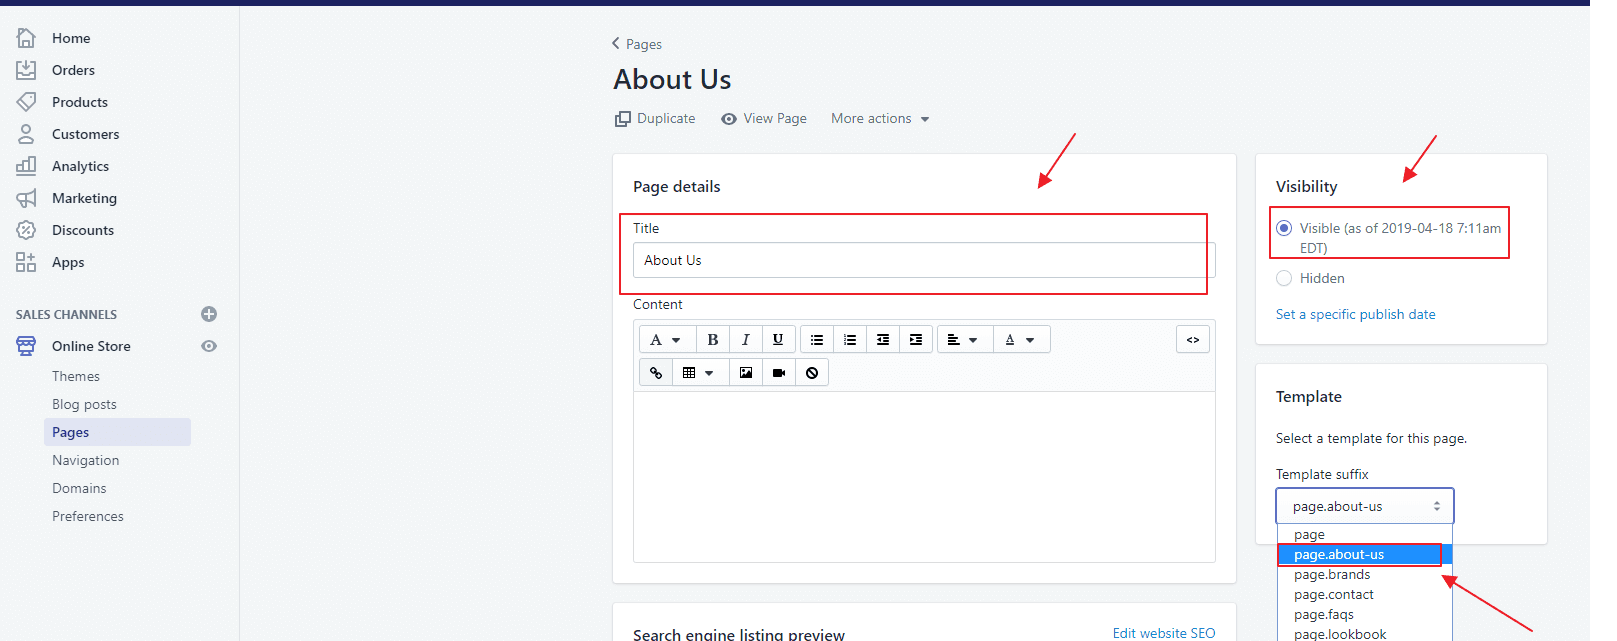 Home
Orders
Products
Customers
Analytics
Marketing
Discounts
Apps
SALES CHANNELS
Online Store
Themes
Blog posts
Pages
Navigation
Domains
Preferences
Pages
About Us
Duplicate
View Page
More actions
Page details
Title
About Us
Content
A
B
I
U
A
<>
Search engine listing preview
Edit website SEO
Visibility
Visible (as of 2019-04-18 7:11am
EDT)
Hidden
Set a specific publish date
Template
Select a template for this page.
Template suffix
page.about-us
page
page.about-us
page.brands
page.contact
page.faqs
page.lookbook